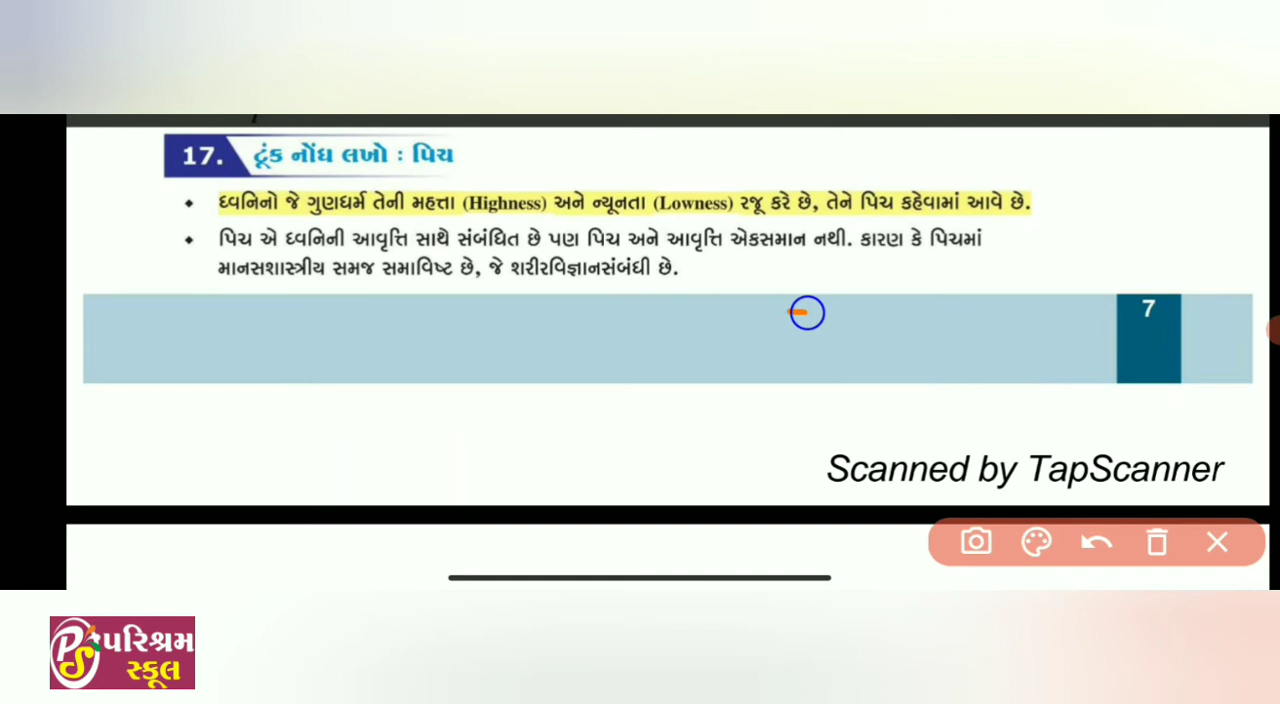 17. ટૂંક નોંધ લખો : પિચ
◆ ધ્વનિનો જે ગુણધર્મ તેની મહત્તા (Highness) અને ન્યૂનતા (Lowness) રજૂ કરે છે, તેને પિચ કહેવામાં આવે છે.
◆ પિચ એ ધ્વનિની આવૃત્તિ સાથે સંબંધિત છે પણ પિચ અને આવૃત્તિ એકસમાન નથી. કારણ કે પિચમાં
માનસશાસ્ત્રીય સમજ સમાવિષ્ટ છે, જે શરીરવિજ્ઞાનસંબંધી છે.
7
Scanned by TapScanner
PS પરિશ્રમ
સ્કૂલ